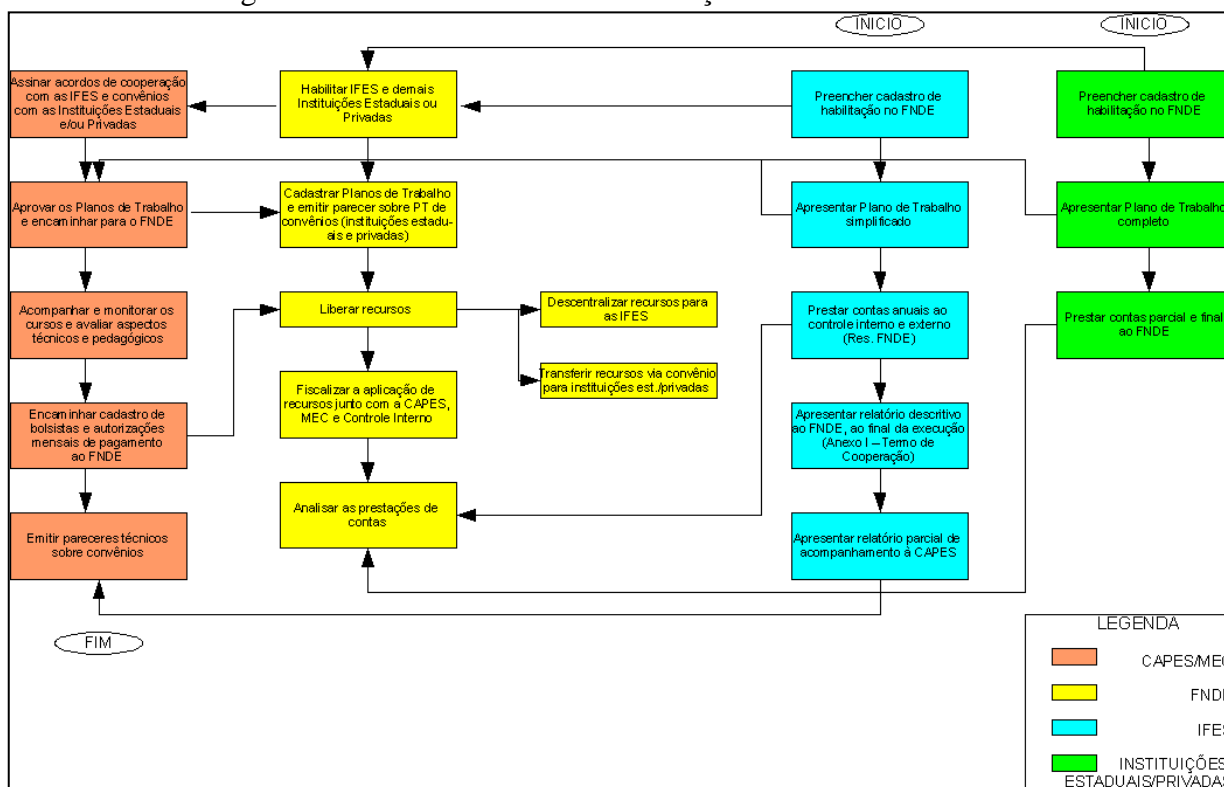 INICIO
INICIO
Assinar acordos de cooperação
com as IFES e convênios
com as Instituições Estaduais
e/ou Privadas
Habilitar IFES e demais
Instituições Estaduais ou
Privadas
Preencher cadastro de
habilitação no FNDE
Preencher cadastro de
habilitação no FNDE
Aprovar os Planos de Trabalho
e encaminhar para o FNDE
Cadastrar Planos de Trabalho
e emitir parecer sobre PT de
convênios (instituições estadu-
ais e privadas)
Apresentar Plano de Trabalho
simplificado
Apresentar Plano de Trabalho
completo
Acompanhar e monitorar os
cursos e avaliar aspectos
técnicos e pedagógicos
Liberar recursos
Descentralizar recursos para
as IFES
Prestar contas anuais ao
controle interno e externo
(Res. FNDE)
Prestar contas parcial e final
ao FNDE
Transferir recursos via convênio
para instituições est./privadas
Encaminhar cadastro de
bolsistas e autorizações
mensais de pagamento
ao FNDE
Fiscalizar a aplicação de
recursos junto com a CAPES,
MEC e Controle Interno
Apresentar relatório descritivo
ao FNDE, ao final da execução
(Anexo I – Termo de
Cooperação)
Emitir pareceres técnicos
sobre convênios
Analisar as prestações de
contas
Apresentar relatório parcial de
acompanhamento à CAPES
FIM
LEGENDA
CAPES/MEC
FNDE
IFES
INSTITUIÇÕES
ESTADUAIS/PRIVADAS